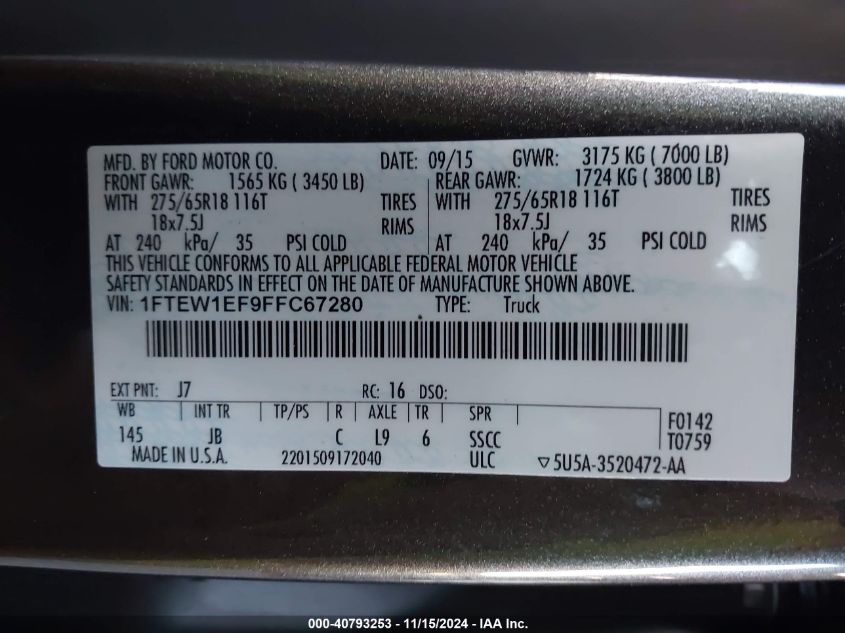 MFD. BY FORD MOTOR CO. DATE: 09/15 GVWR: 3175 KG ( 7000 LB)
FRONT GAWR: 1565 KG ( 3450 LB) REAR GAWR: 1724 KG ( 3800 LB)
WITH 275/65R18 116T TIRES WITH 275/65R18 116T TIRES
18x7.5J RIMS 18x7.5J RIMS
AT 240 kPa/ 35 PSI COLD AT 240 kPa/ 35 PSI COLD
THIS VEHICLE CONFORMS TO ALL APPLICABLE FEDERAL MOTOR VEHICLE
SAFETY STANDARDS IN EFFECT ON THE DATE OF MANUFACTURE SHOWN ABOVE.
VIN: 1FTEW1EF9FFC67280 TYPE: Truck
EXT PNT: J7 RC: 16 DSO:
WB INT TR TP/PS R AXLE TR SPR
F0142
145 JB C L9 6 SSCC T0759
MADE IN U.S.A. 2201509172040 ULC ▽5U5A-3520472-AA
000-40793253 - 11/15/2024 - IAA Inc.